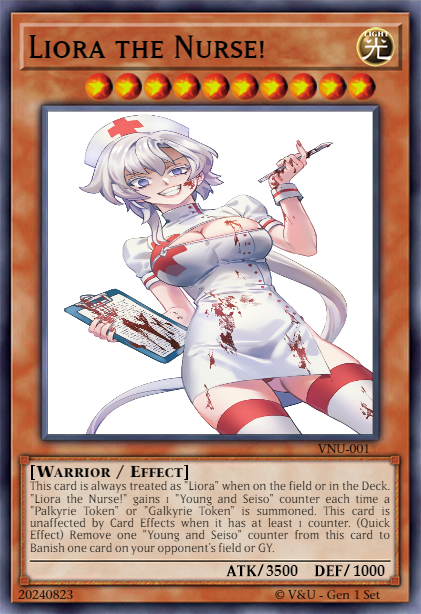 LIORA THE NURSE!
LIGHT
光
VNU-001
[WARRIOR / EFFECT]
This card is always treated as "Liora" when on the field or in the Deck.
"Liora the Nurse!" gains 1 "Young and Seiso" counter each time a
"Palkyrie Token" or "Galkyrie Token" is summoned. This card is
unaffected by Card Effects when it has at least 1 counter. (Quick
Effect) Remove one "Young and Seiso" counter from this card to
Banish one card on your opponent's field or GY.
ATK/3500 DEF/1000
20240823 © V&U - Gen 1 Set